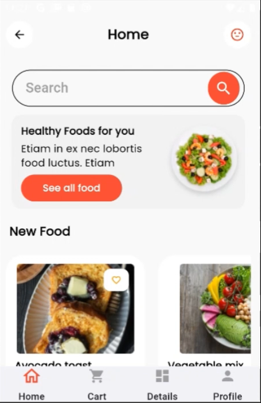 Home
Search
Healthy Foods for you
Etiam in ex nec lobortis
food luctus. Etiam
See all food
New Food
Avocado toast
Vegetable mix
Home
Cart
Details
Profile